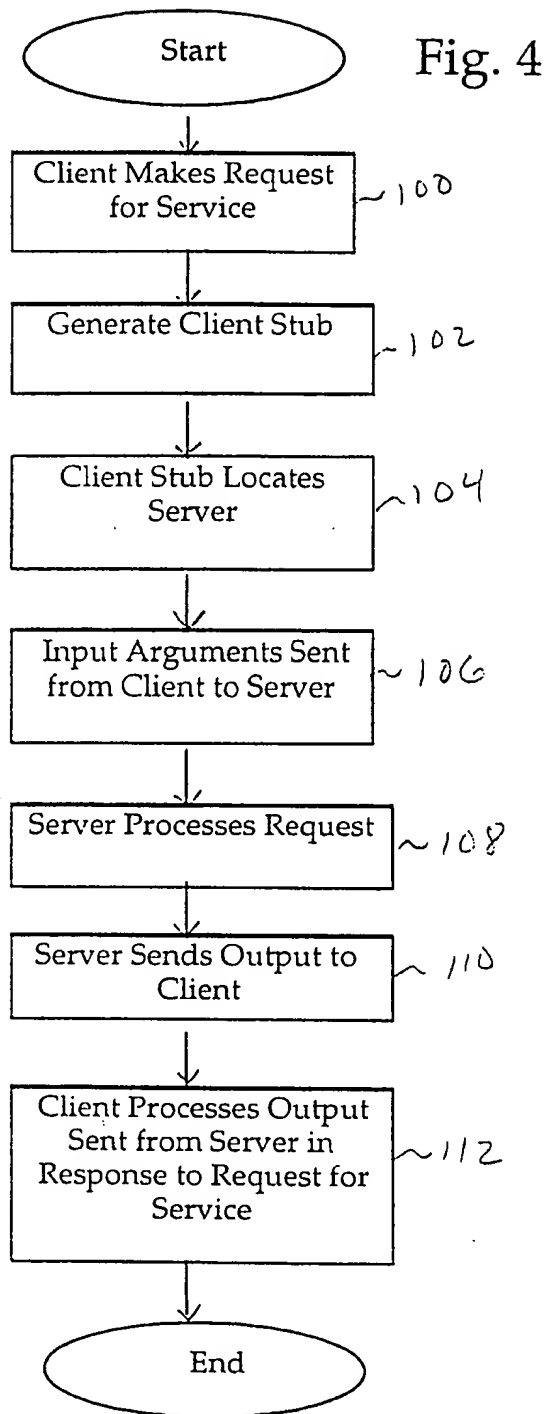 Start
Fig. 4
Client Makes Request
for Service
100
Generate Client Stub
102
Client Stub Locates
Server
104
Input Arguments Sent
from Client to Server
106
Server Processes Request
108
Server Sends Output to
Client
110
Client Processes Output
Sent from Server in
Response to Request for
Service
112
End